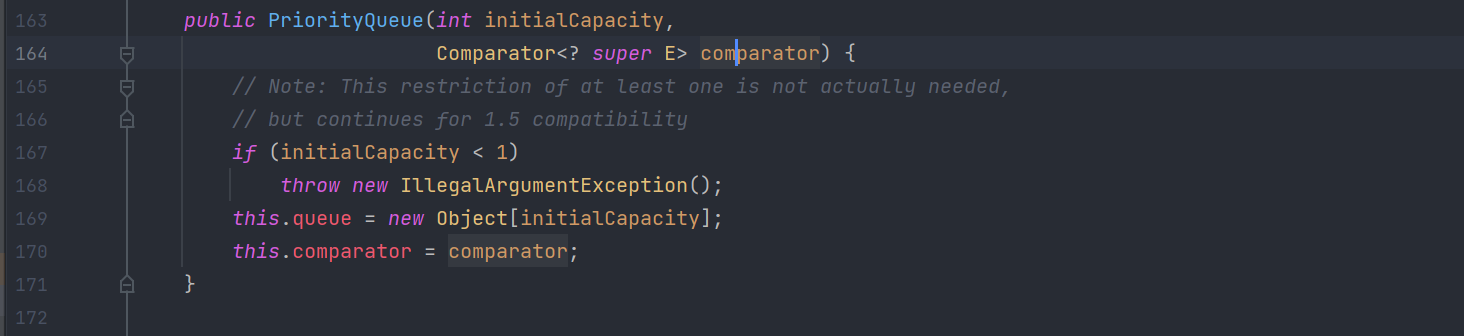 163 public PriorityQueue(int initialCapacity,
164 Comparator<? super E> comparator) {
165 // Note: This restriction of at least one is not actually needed,
166 // but continues for 1.5 compatibility
167 if (initialCapacity < 1)
168 throw new IllegalArgumentException();
169 this.queue = new Object[initialCapacity];
170 this.comparator = comparator;
171 }
172